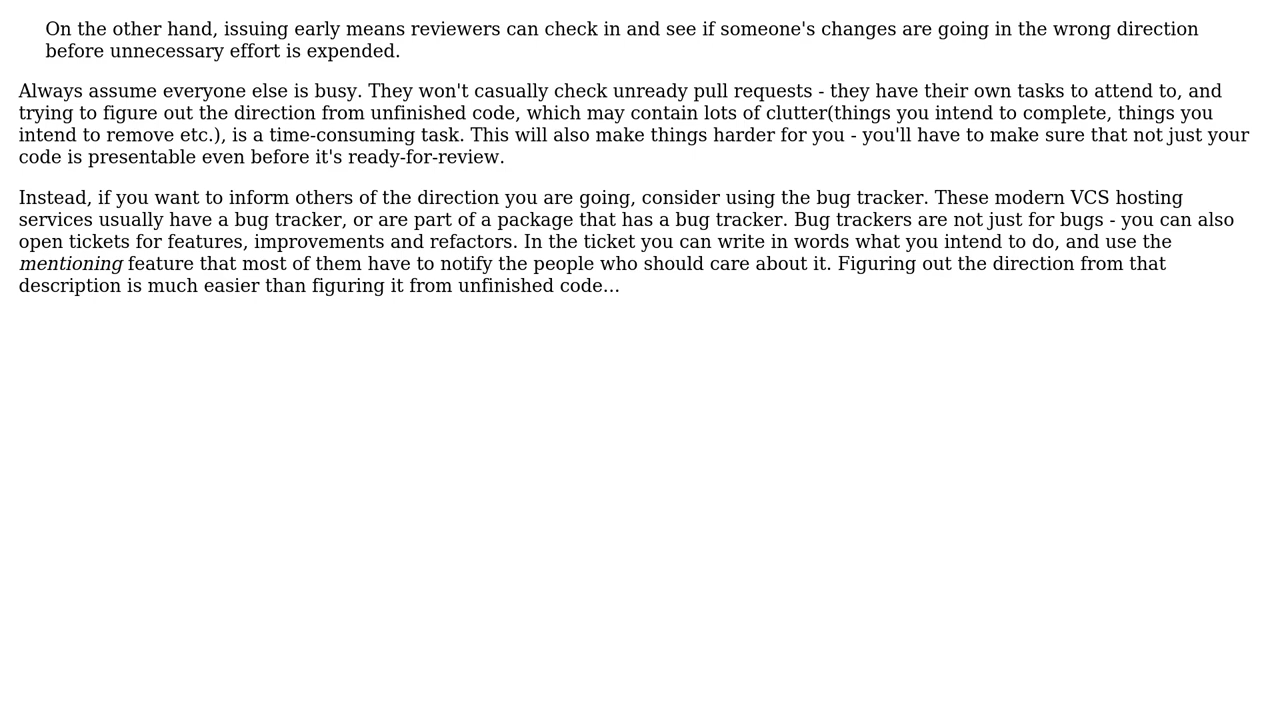 On the other hand, issuing early means reviewers can check in and see if someone's changes are going in the wrong direction
before unnecessary effort is expended.
Always assume everyone else is busy. They won't casually check unready pull requests - they have their own tasks to attend to, and
trying to figure out the direction from unfinished code, which may contain lots of clutter(things you intend to complete, things you
intend to remove etc.), is a time-consuming task. This will also make things harder for you - you'll have to make sure that not just your
code is presentable even before it's ready-for-review.
Instead, if you want to inform others of the direction you are going, consider using the bug tracker. These modern VCS hosting
services usually have a bug tracker, or are part of a package that has a bug tracker. Bug trackers are not just for bugs - you can also
open tickets for features, improvements and refactors. In the ticket you can write in words what you intend to do, and use the
mentioning feature that most of them have to notify the people who should care about it. Figuring out the direction from that
description is much easier than figuring it from unfinished code...